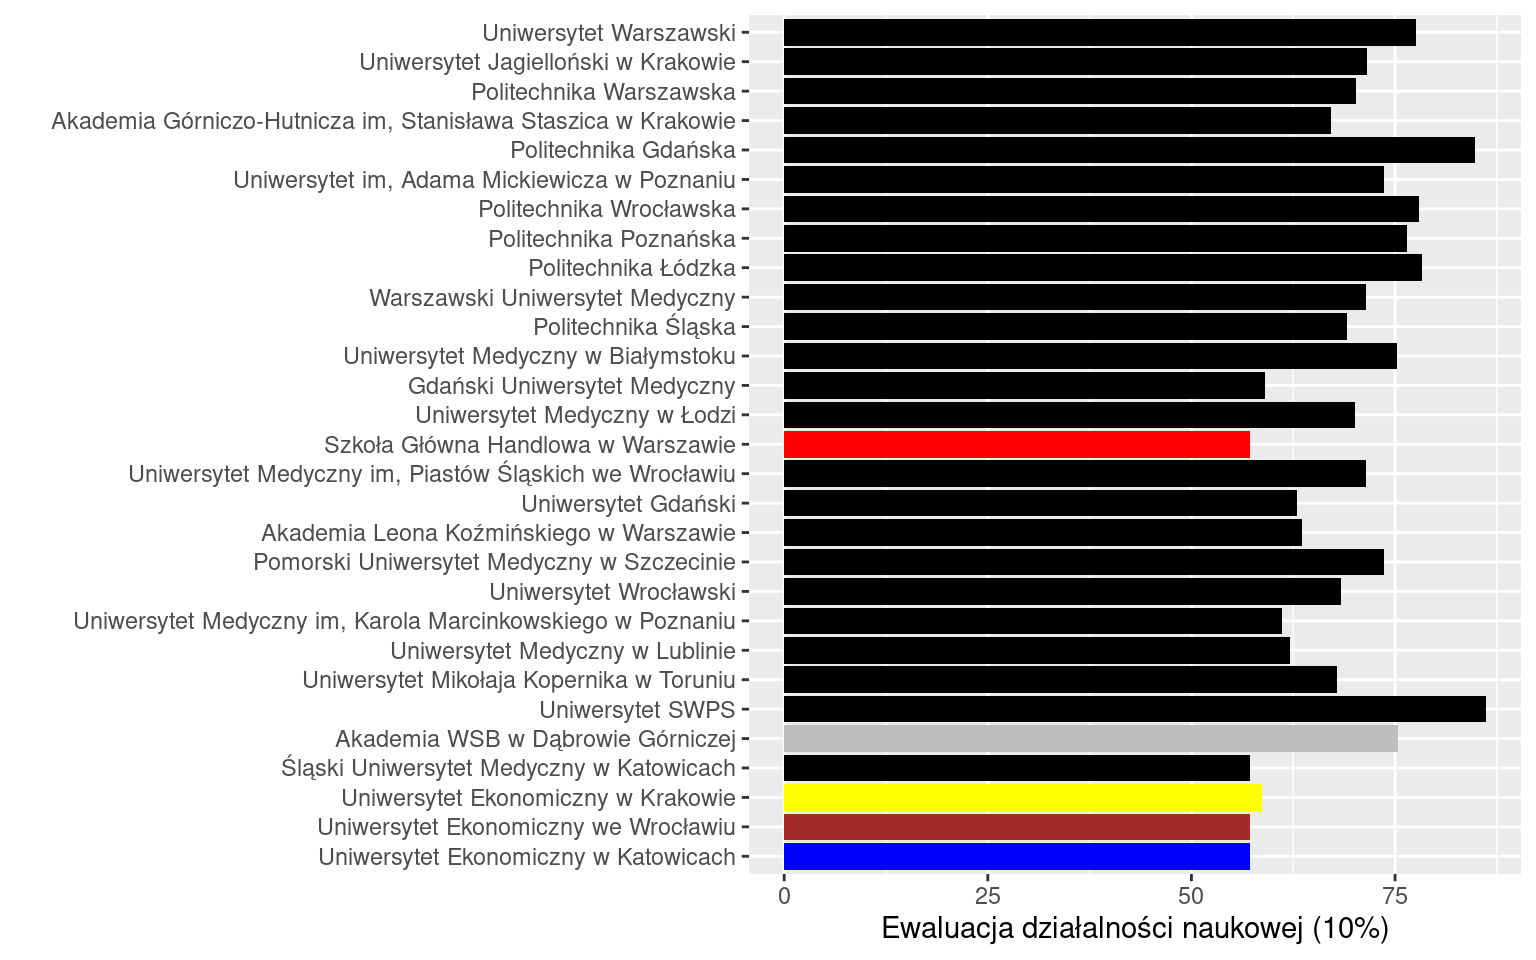 Uniwersytet Warszawski
Uniwersytet Jagielloński w Krakowie
Politechnika Warszawska
Akademia Górniczo-Hutnicza im, Stanisława Staszica w Krakowie
Politechnika Gdańska
Uniwersytet im, Adama Mickiewicza w Poznaniu
Politechnika Wrocławska
Politechnika Poznańska
Politechnika Łódzka
Warszawski Uniwersytet Medyczny
Politechnika Śląska
Uniwersytet Medyczny w Białymstoku
Gdański Uniwersytet Medyczny
Uniwersytet Medyczny w Łodzi
Szkoła Główna Handlowa w Warszawie
Uniwersytet Medyczny im, Piastów Śląskich we Wrocławiu
Uniwersytet Gdański
Akademia Leona Koźmińskiego w Warszawie
Pomorski Uniwersytet Medyczny w Szczecinie
Uniwersytet Wrocławski
Uniwersytet Medyczny im, Karola Marcinkowskiego w Poznaniu
Uniwersytet Medyczny w Lublinie
Uniwersytet Mikołaja Kopernika w Toruniu
Uniwersytet SWPS
Akademia WSB w Dąbrowie Górniczej
Śląski Uniwersytet Medyczny w Katowicach
Uniwersytet Ekonomiczny w Krakowie
Uniwersytet Ekonomiczny we Wrocławiu
Uniwersytet Ekonomiczny w Katowicach
0 25 50 75
Ewaluacja działalności naukowej (10%)